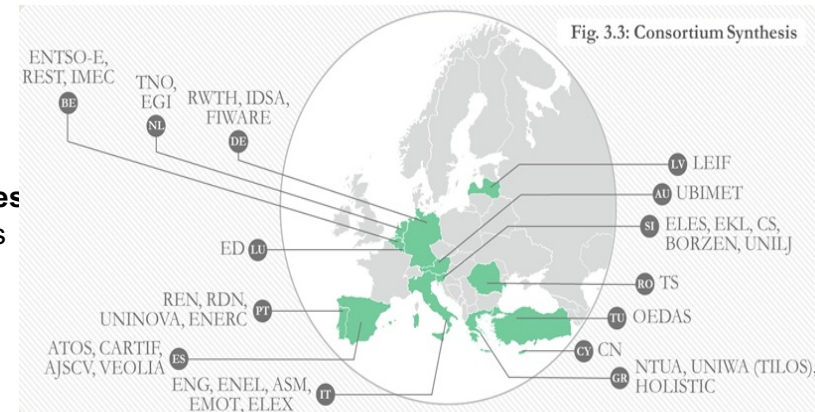 Fig. 3.3: Consortium Synthesis
ENTSO-E,
REST, IMEC
BE
TNO,
EGI
NL
RWTH, IDSA,
FIWARE
DE
LV LEIF
AU UBIMET
SI ELES, EKL, CS,
BORZEN, UNILJ
es
s
ED LU
RO TS
REN, RDN,
UNINOVA, ENERC PT
TU OEDAS
ATOS, CARTIF,
AJSCV, VEOLIA ES
CY CN
ENG, ENEL, ASM,
EMOT, ELEX IT
GR NTUA, UNIWA (TILOS),
HOLISTIC